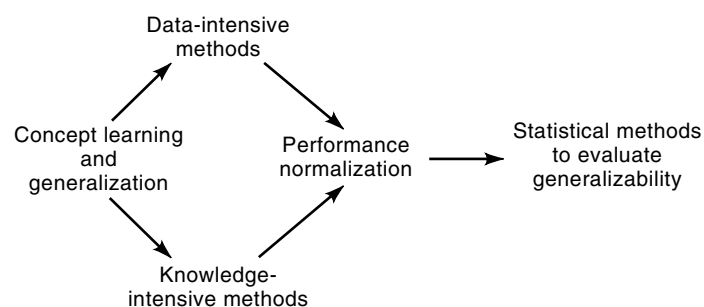 Data-intensive
methods
Concept learning
and
generalization
Performance
normalization
Statistical methods
to evaluate
generalizability
Knowledge-
intensive methods